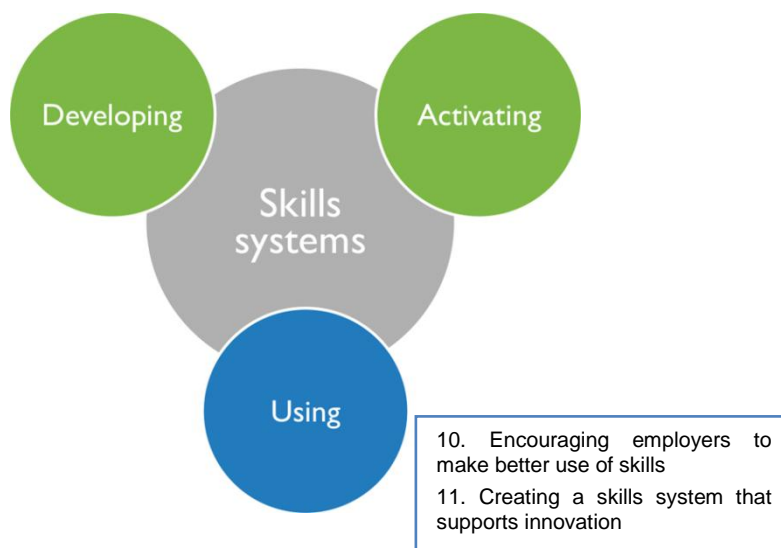 Developing
Activating
Skills
systems
Using
10. Encouraging employers to
make better use of skills
11. Creating a skills system that
supports innovation